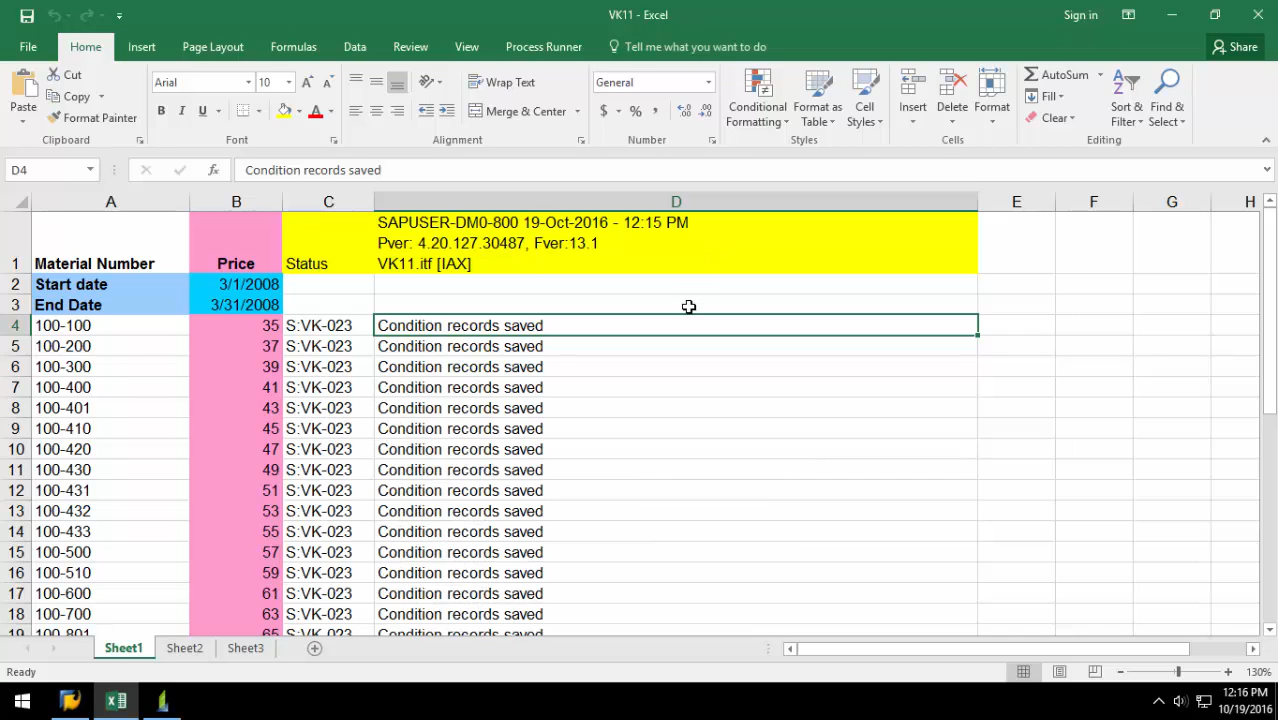 VK11 - Excel
Sign in
File Home Insert Page Layout Formulas Data Review View Process Runner Tell me what you want to do Share
Paste Cut Copy Format Painter
Clipboard
Arial 10 A A
B I U A
Font
Wrap Text
Merge & Center
Alignment
General
$ % ,
Number
Conditional Formatting Format as Table Cell Styles
Styles
Insert Delete Format
Cells
AutoSum
Fill
Clear
Sort & Filter Find & Select
Editing
D4 fx Condition records saved
A B C D E F G H
SAPUSER-DM0-800 19-Oct-2016 - 12:15 PM
Pver: 4.20.127.30487, Fver:13.1
1 Material Number Price Status VK11.itf [IAX]
2 Start date 3/1/2008
3 End Date 3/31/2008
4 100-100 35 S:VK-023 Condition records saved
5 100-200 37 S:VK-023 Condition records saved
6 100-300 39 S:VK-023 Condition records saved
7 100-400 41 S:VK-023 Condition records saved
8 100-401 43 S:VK-023 Condition records saved
9 100-410 45 S:VK-023 Condition records saved
10 100-420 47 S:VK-023 Condition records saved
11 100-430 49 S:VK-023 Condition records saved
12 100-431 51 S:VK-023 Condition records saved
13 100-432 53 S:VK-023 Condition records saved
14 100-433 55 S:VK-023 Condition records saved
15 100-500 57 S:VK-023 Condition records saved
16 100-510 59 S:VK-023 Condition records saved
17 100-600 61 S:VK-023 Condition records saved
18 100-700 63 S:VK-023 Condition records saved
19 100-801 65 S:VK-023 Condition records saved
Sheet1 Sheet2 Sheet3
Ready 130%
12:16 PM
10/19/2016